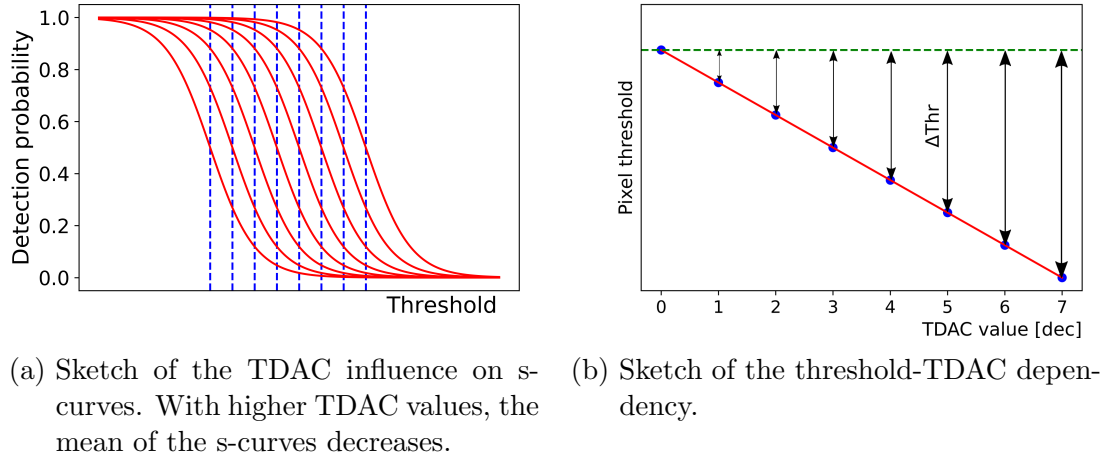 1.0
0.8
0.6
0.4
0.2
0.0
Detection probability
Threshold
Pixel threshold
ΔThr
0 1 2 3 4 5 6 7
TDAC value [dec]
(a) Sketch of the TDAC influence on s-
curves. With higher TDAC values, the
mean of the s-curves decreases.
(b) Sketch of the threshold-TDAC depen-
dency.